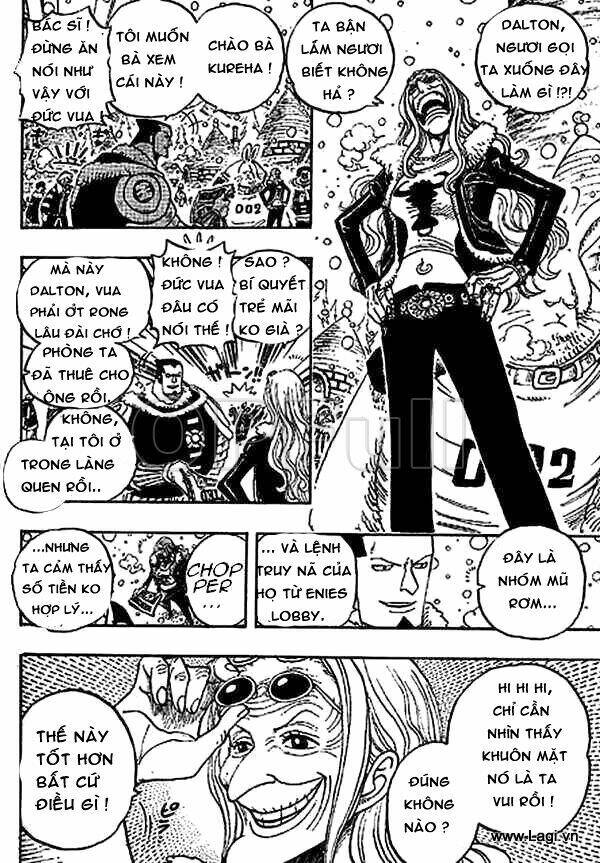 DALTON,
NGƯƠI GỌI
TA XUỐNG ĐÂY
LÀM GÌ !?!
TA BẬN
LẮM NGƯƠI
BIẾT KHÔNG
HẢ ?
CHÀO BÀ
KUREHA !
TÔI MUỐN
BÀ XEM
CÁI NÀY !
BÁC SĨ !
ĐỪNG ĂN
NÓI NHƯ
VẬY VỚI
ĐỨC VUA !
002
002
SAO ?
BÍ QUYẾT
TRẺ MÃI
KO GIÀ ?
KHÔNG !
ĐỨC VUA
ĐÂU CÓ
NÓI THẾ !
MÀ NÀY
DALTON, VUA
PHẢI ỞT RONG
LÂU ĐÀI CHỚ !
PHÒNG TA
ĐÃ THUÊ CHO
ÔNG RỒI.
KHÔNG,
TẠI TÔI Ở
TRONG LÀNG
QUEN RỒI..
ĐÂY LÀ
NHÓM MŨ
RƠM...
... VÀ LỆNH
TRUY NÃ CỦA
HỌ TỪ ENIES
LOBBY.
CHOP
PER ...
...NHƯNG
TA CẢM THẤY
SỐ TIỀN KO
HỢP LÝ...
HI HI HI,
CHỈ CẦN
NHÌN THẤY
KHUÔN MẶT
NÓ LÀ TA
VUI RỒI !
ĐÚNG
KHÔNG
NÀO ?
THẾ NÀY
TỐT HƠN
BẤT CỨ
ĐIỀU GÌ !
www.Lagi.vn